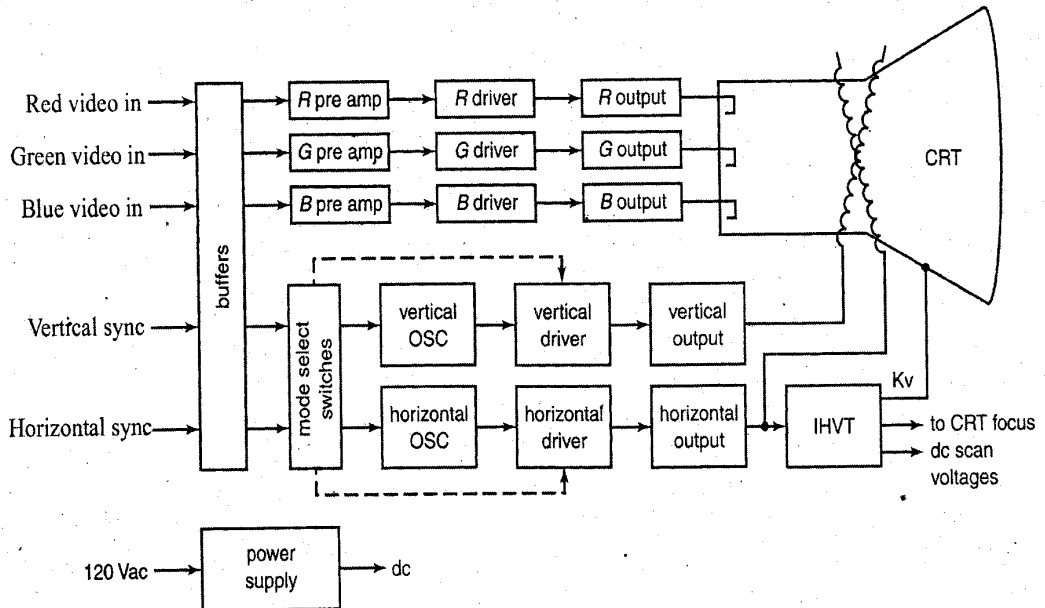 Red video in
R pre amp
R driver
R output
Green video in
G pre amp
G driver
G output
CRT
Blue video in
B pre amp
B driver
B output
buffers
Vertical sync
mode select
switches
vertical
OSC
vertical
driver
vertical
output
Kv
Horizontal sync
horizontal
OSC
horizontal
driver
horizontal
output
IHVT
to CRT focus
dc scan
voltages
120 Vac
power
supply
dc